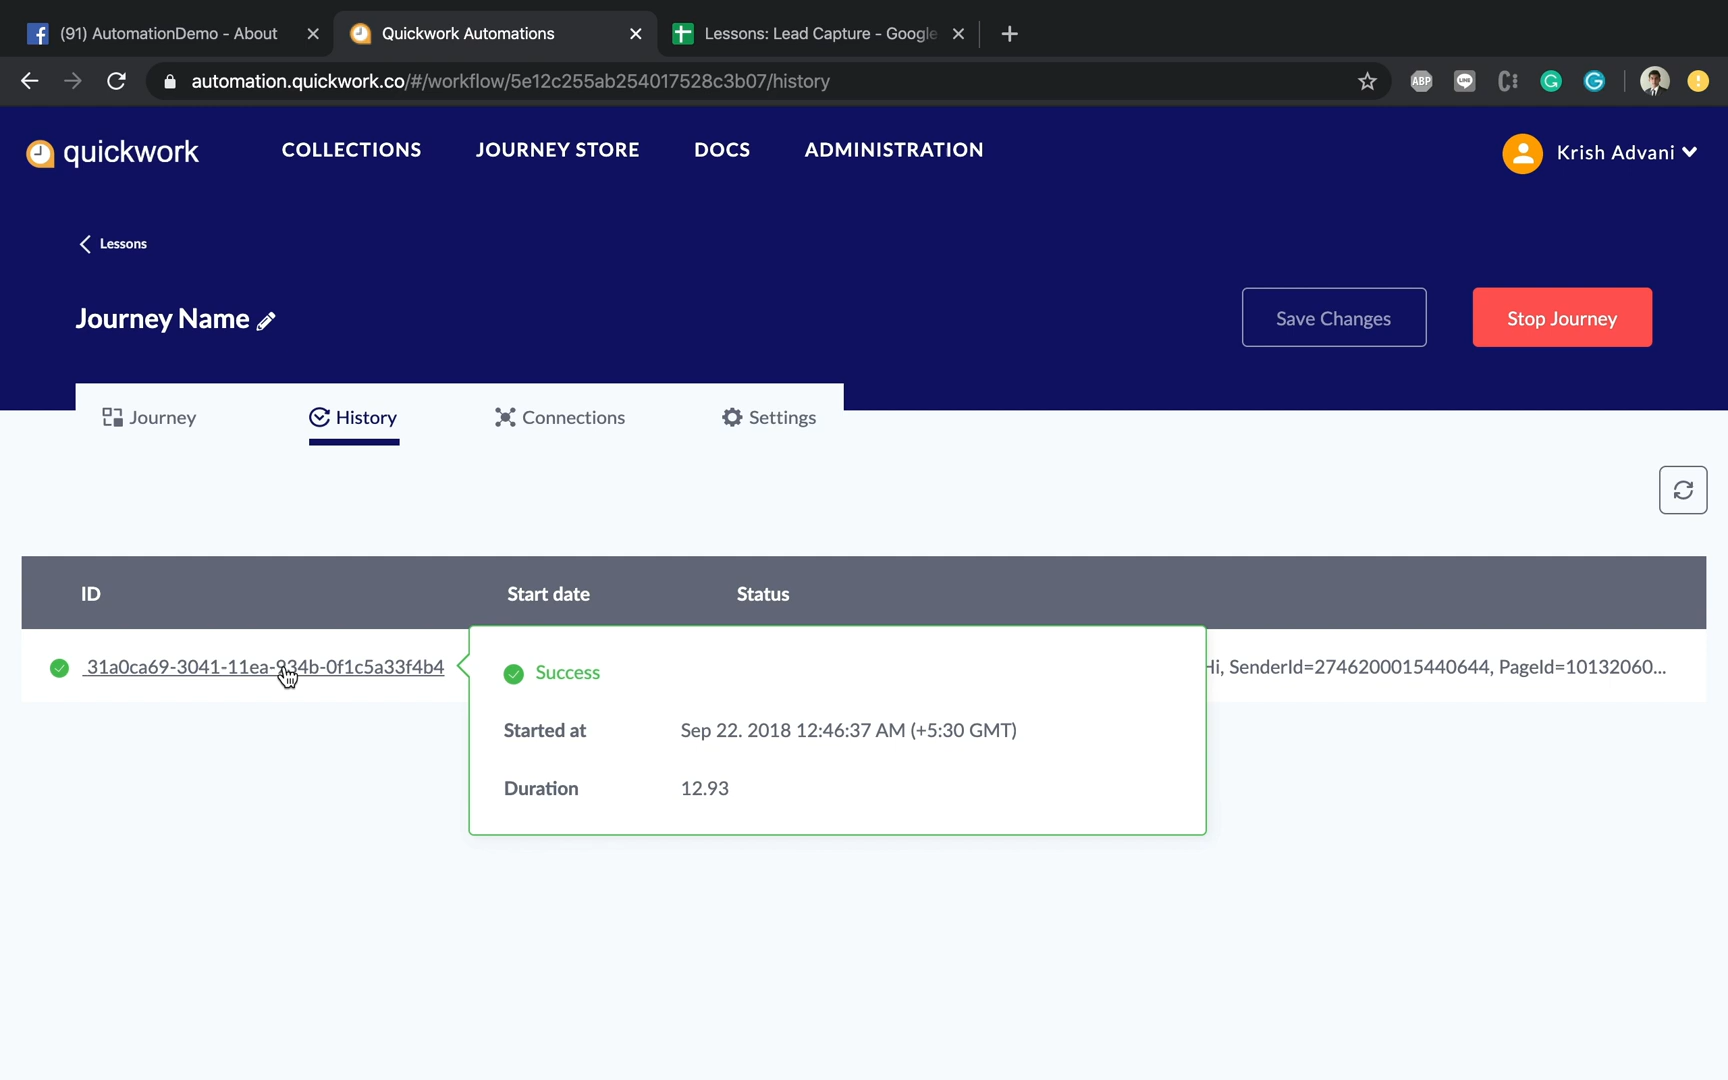 (91) AutomationDemo - About
Quickwork Automations
Lessons: Lead Capture - Google
automation.quickwork.co/#/workflow/5e12c255ab254017528c3b07/history
ABP
LINE
quickwork
COLLECTIONS
JOURNEY STORE
DOCS
ADMINISTRATION
Krish Advani
Lessons
Journey Name
Save Changes
Stop Journey
Journey
History
Connections
Settings
ID
Start date
Status
31a0ca69-3041-11ea-934b-0f1c5a33f4b4
Hi, SenderId=2746200015440644, PageId=10132060...
Success
Started at
Sep 22. 2018 12:46:37 AM (+5:30 GMT)
Duration
12.93